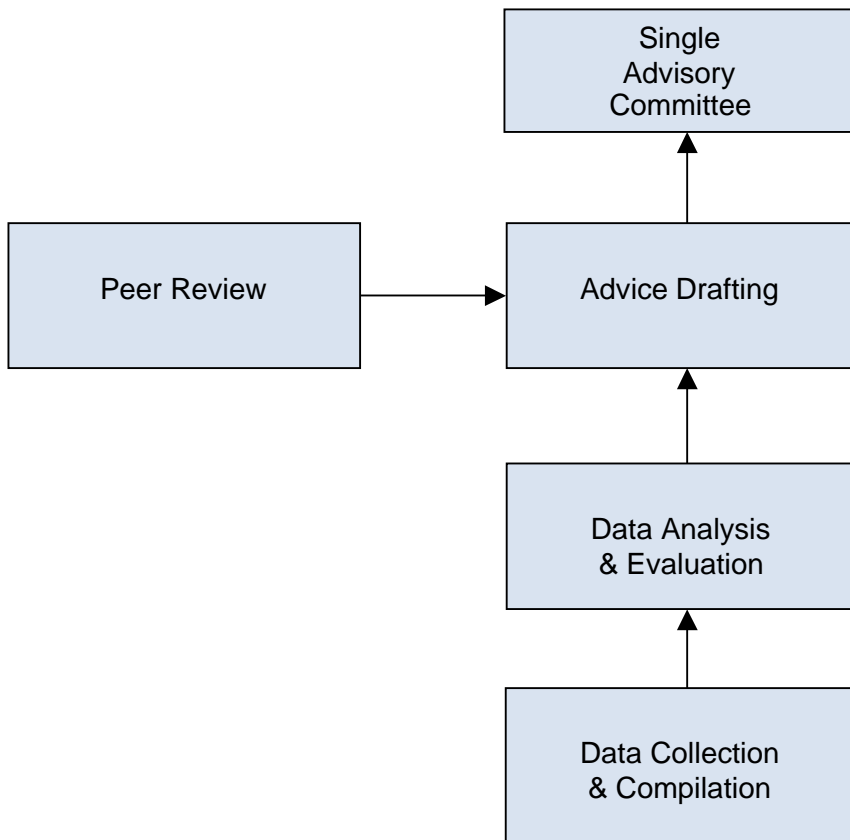 Single
Advisory
Committee
Peer Review
Advice Drafting
Data Analysis
& Evaluation
Data Collection
& Compilation